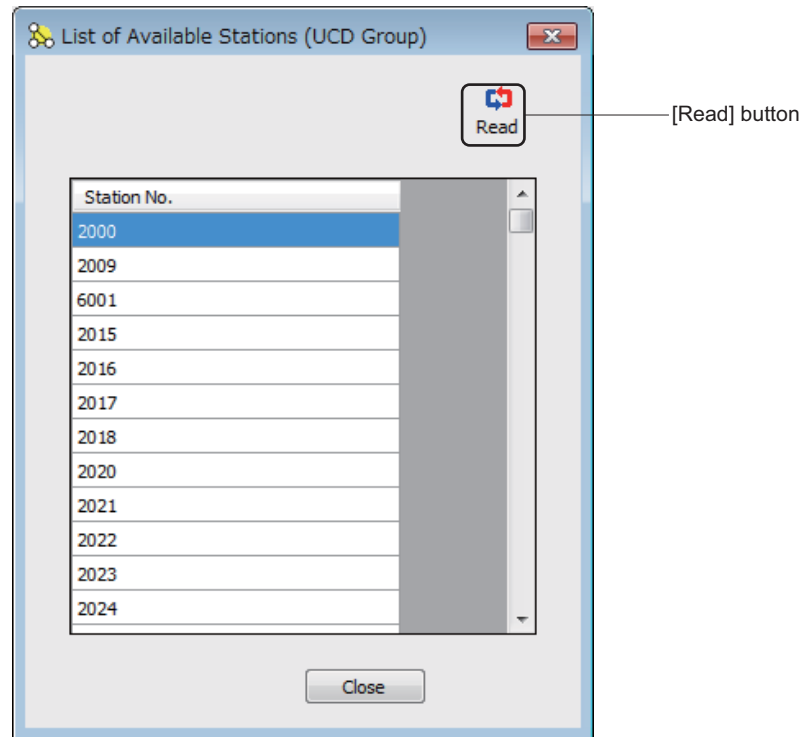 List of Available Stations (UCD Group)
Read
[Read] button
Station No.
2000
2009
6001
2015
2016
2017
2018
2020
2021
2022
2023
2024
Close